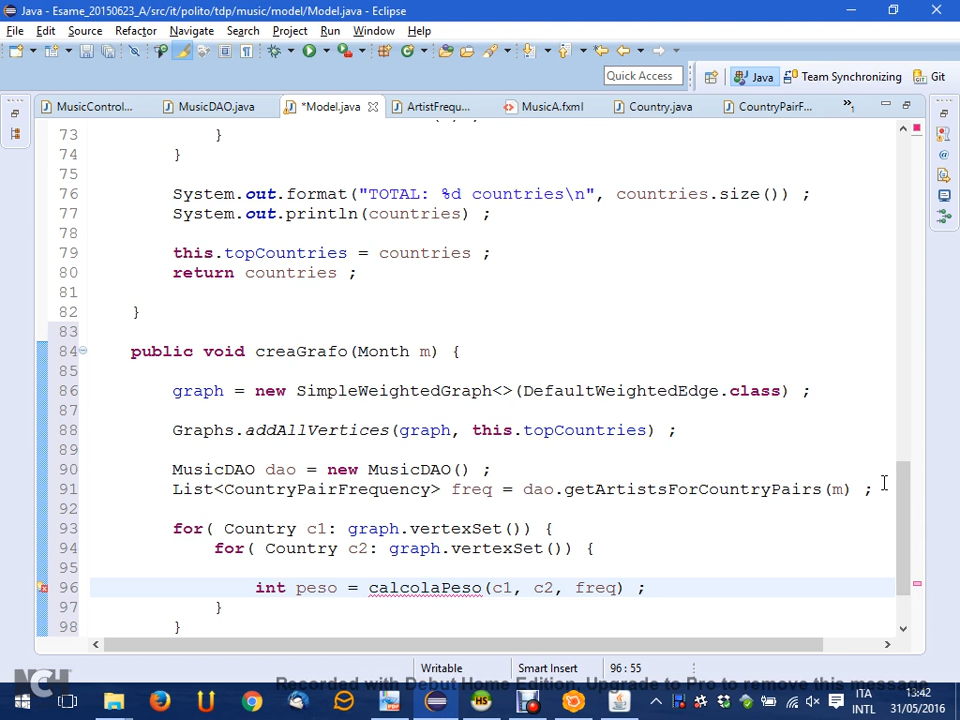 Java - Esame_20150623_A/src/it/polito/tdp/music/model/Model.java - Eclipse
File Edit Source Refactor Navigate Search Project Run Window Help
Quick Access Java Team Synchronizing Git
MusicControl... MusicDAO.java *Model.java ArtistFrequ... MusicA.fxml Country.java CountryPairF... »1
73 }
74 }
75
76 System.out.format("TOTAL: %d countries\n", countries.size()) ;
77 System.out.println(countries) ;
78
79 this.topCountries = countries ;
80 return countries ;
81
82 }
83
84 public void creaGrafo(Month m) {
85
86 graph = new SimpleWeightedGraph<>(DefaultWeightedEdge.class) ;
87
88 Graphs.addAllVertices(graph, this.topCountries) ;
89
90 MusicDAO dao = new MusicDAO() ;
91 List<CountryPairFrequency> freq = dao.getArtistsForCountryPairs(m) ;
92
93 for( Country c1: graph.vertexSet()) {
94 for( Country c2: graph.vertexSet()) {
95
96 int peso = calcolaPeso(c1, c2, freq) ;
97 }
98 }
Writable Smart Insert 96 : 55
NCH Recorded with Debut Home Edition. Upgrade to Pro to remove this message
ITA 13:42
INTL 31/05/2016